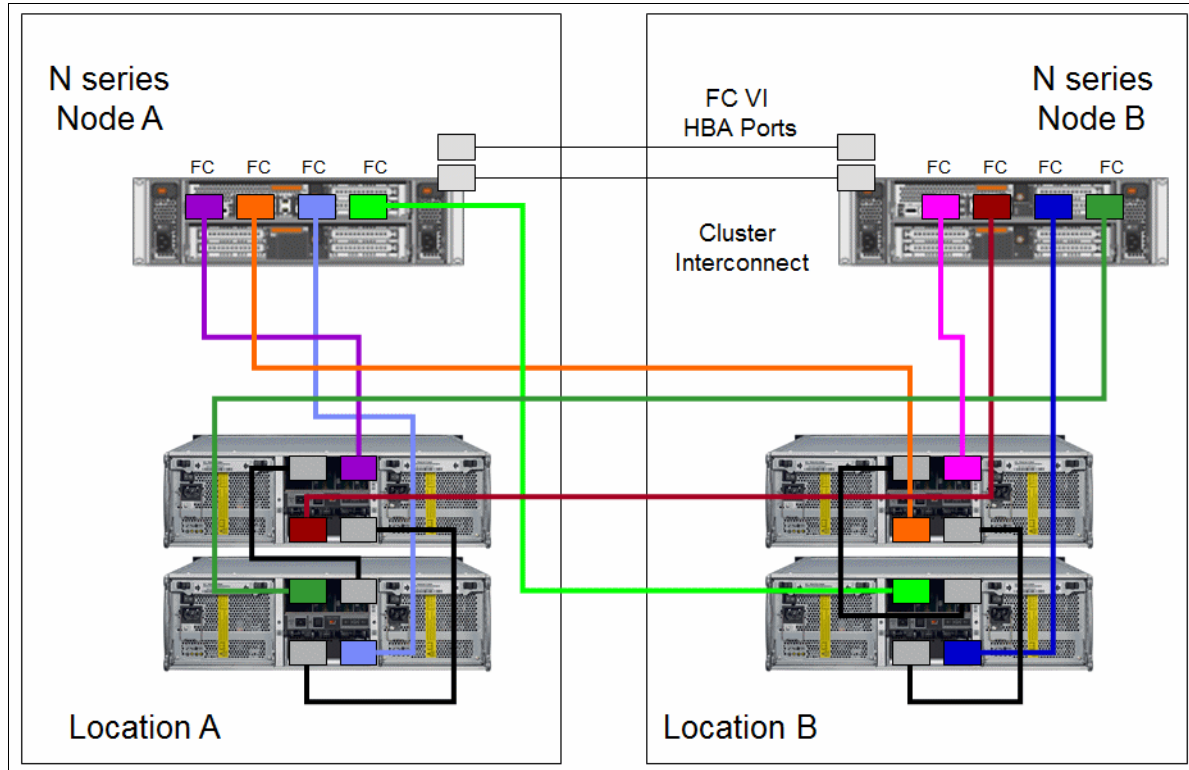 N series
Node A
FC VI
HBA Ports
N series
Node B
FC FC FC FC
FC FC FC FC
Cluster
Interconnect
Location A
Location B